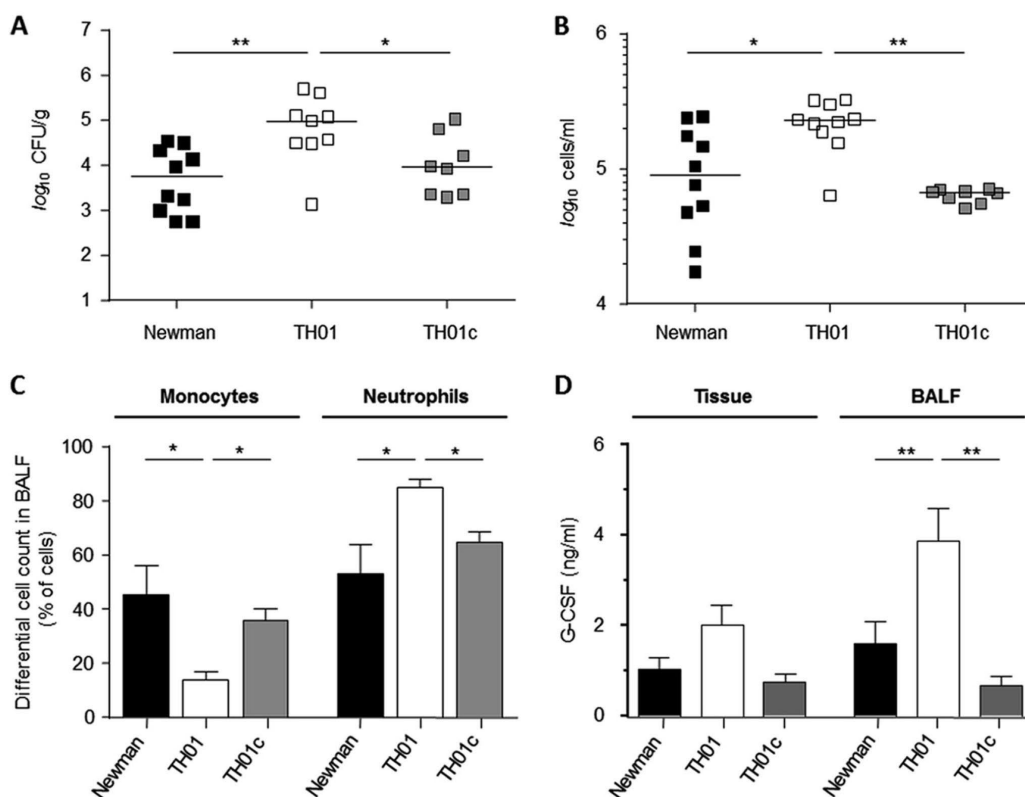 A
7
6
5
4
3
2
1
log10 CFU/g
**
*
Newman
TH01
TH01c
B
6
5
4
log10 cells/ml
*
**
Newman
TH01
TH01c
C
Monocytes
Neutrophils
100
80
60
40
20
0
Differential cell count in BALF
(% of cells)
*
*
*
*
Newman
TH01
TH01c
Newman
TH01
TH01c
D
Tissue
BALF
6
4
2
0
G-CSF (ng/ml)
**
**
Newman
TH01
TH01c
Newman
TH01
TH01c